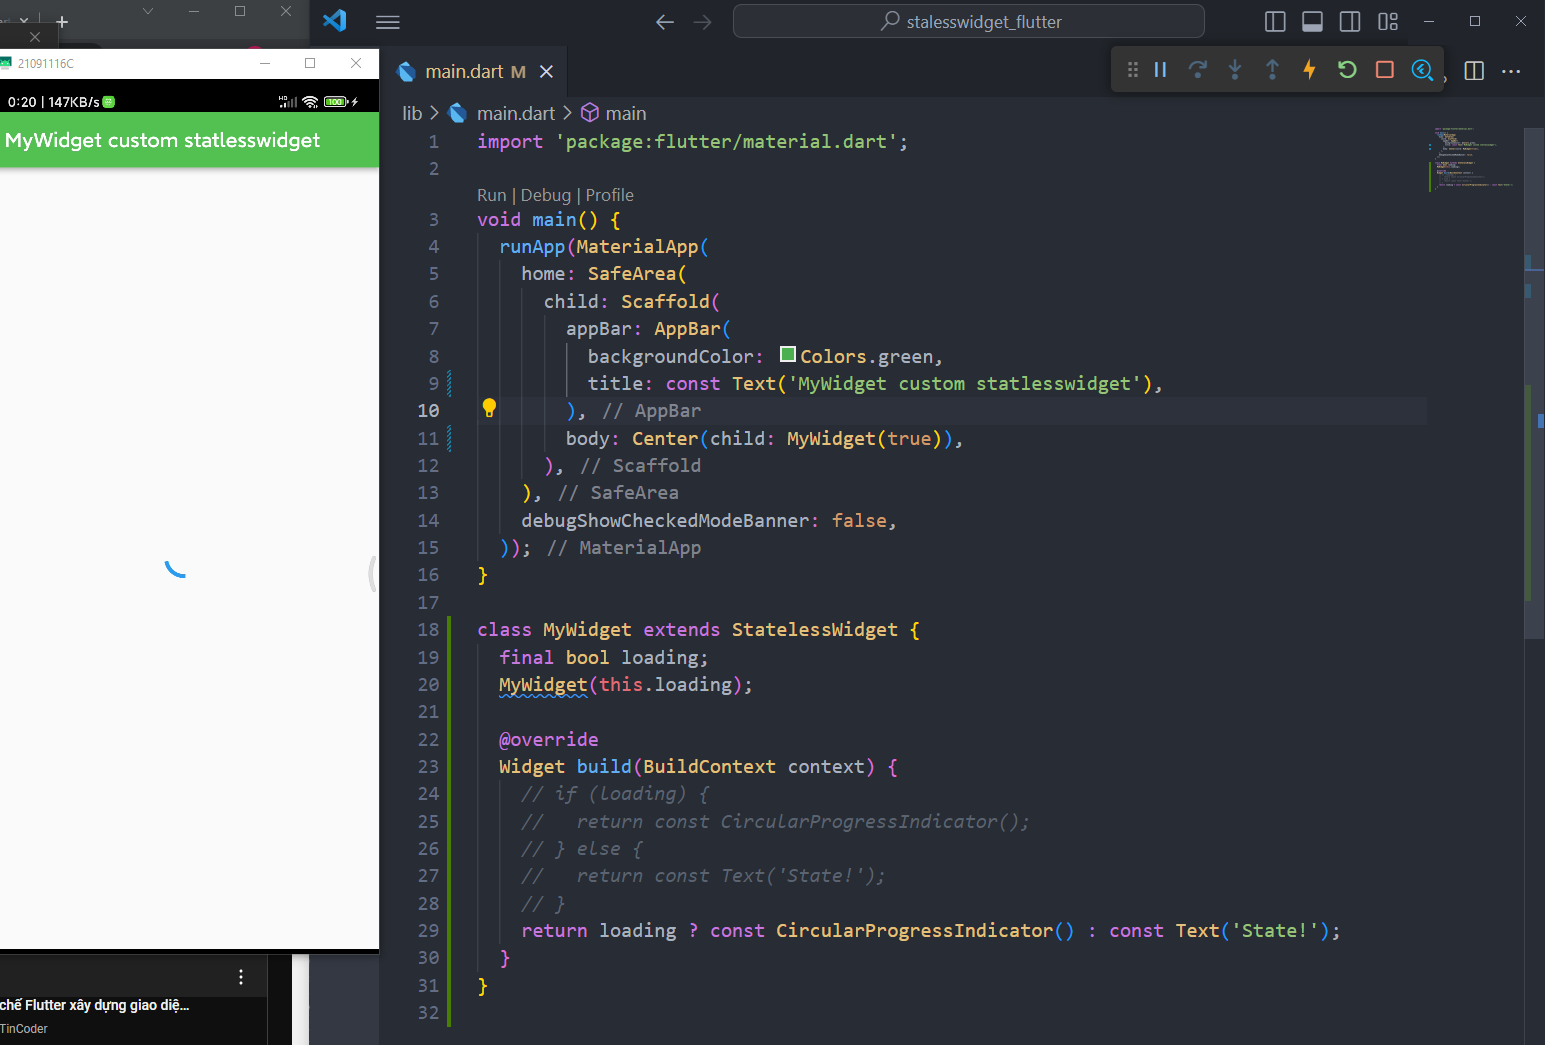 stalesswidget_flutter
21091116C
main.dart M
0:20 | 147KB/s
HD
100
lib > main.dart > main
MyWidget custom statlesswidget
1 import 'package:flutter/material.dart';
2
Run | Debug | Profile
3 void main() {
4 runApp(MaterialApp(
5 home: SafeArea(
6 child: Scaffold(
7 appBar: AppBar(
8 backgroundColor: Colors.green,
9 title: const Text('MyWidget custom statlesswidget'),
10 ), // AppBar
11 body: Center(child: MyWidget(true)),
12 ), // Scaffold
13 ), // SafeArea
14 debugShowCheckedModeBanner: false,
15 )); // MaterialApp
16 }
17
18 class MyWidget extends StatelessWidget {
19 final bool loading;
20 MyWidget(this.loading);
21
22 @override
23 Widget build(BuildContext context) {
24 // if (loading) {
25 //   return const CircularProgressIndicator();
26 // } else {
27 //   return const Text('State!');
28 // }
29 return loading ? const CircularProgressIndicator() : const Text('State!');
30 }
31 }
32
chế Flutter xây dựng giao diệ...
TinCoder